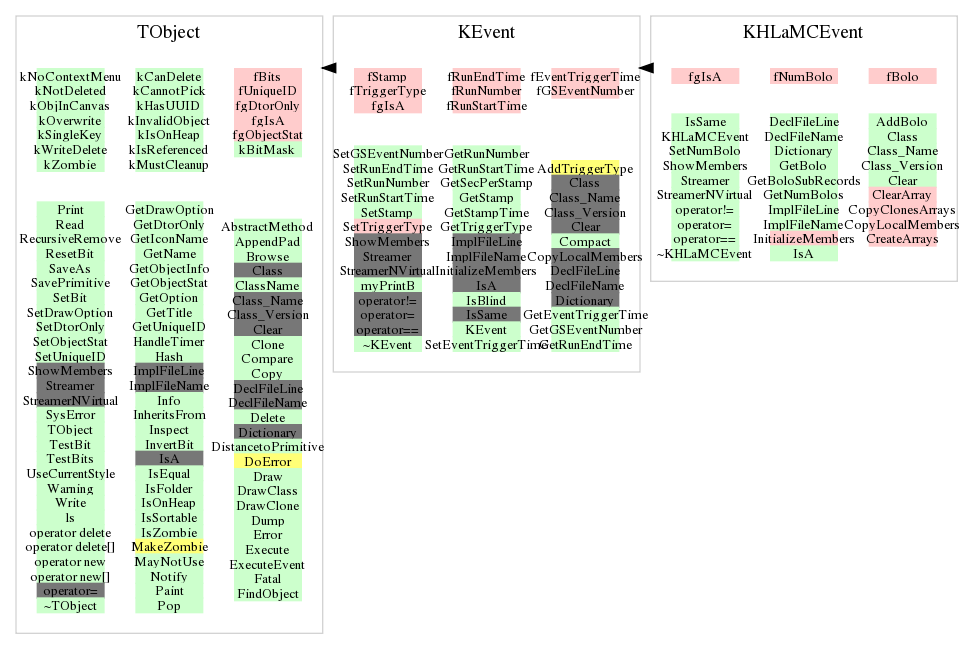 TObject
kNoContextMenu
kNotDeleted
kObjInCanvas
kOverwrite
kSingleKey
kWriteDelete
kZombie
kCanDelete
kCannotPick
kHasUUID
kInvalidObject
kIsOnHeap
kIsReferenced
kMustCleanup
fBits
fUniqueID
fgDtorOnly
fgIsA
fgObjectStat
kBitMask
Print
Read
RecursiveRemove
ResetBit
SaveAs
SavePrimitive
SetBit
SetDrawOption
SetDtorOnly
SetObjectStat
SetUniqueID
ShowMembers
Streamer
StreamerNVirtual
SysError
TObject
TestBit
TestBits
UseCurrentStyle
Warning
Write
ls
operator delete
operator delete[]
operator new
operator new[]
operator=
~TObject
GetDrawOption
GetDtorOnly
GetIconName
GetName
GetObjectInfo
GetObjectStat
GetOption
GetTitle
GetUniqueID
HandleTimer
Hash
ImplFileLine
ImplFileName
Info
InheritsFrom
Inspect
InvertBit
IsA
IsEqual
IsFolder
IsOnHeap
IsSortable
IsZombie
MakeZombie
MayNotUse
Notify
Paint
Pop
AbstractMethod
AppendPad
Browse
Class
ClassName
Class_Name
Class_Version
Clear
Clone
Compare
Copy
DeclFileLine
DeclFileName
Delete
Dictionary
DistancetoPrimitive
DoError
Draw
DrawClass
DrawClone
Dump
Error
Execute
ExecuteEvent
Fatal
FindObject
KEvent
fStamp
fTriggerType
fgIsA
fRunEndTime
fRunNumber
fRunStartTime
fEventTriggerTime
fGSEventNumber
SetGSEventNumber
SetRunEndTime
SetRunNumber
SetRunStartTime
SetStamp
SetTriggerType
ShowMembers
Streamer
StreamerNVirtual
myPrintB
operator!=
operator=
operator==
~KEvent
GetRunNumber
GetRunStartTime
GetSecPerStamp
GetStamp
GetStampTime
GetTriggerType
ImplFileLine
ImplFileName
InitializeMembers
IsA
IsBlind
IsSame
KEvent
SetEventTriggerTime
AddTriggerType
Class
Class_Name
Class_Version
Clear
Compact
CopyLocalMembers
DeclFileLine
DeclFileName
Dictionary
GetEventTriggerTime
GetGSEventNumber
GetRunEndTime
KHLaMCEvent
fgIsA
fNumBolo
fBolo
IsSame
KHLaMCEvent
SetNumBolo
ShowMembers
Streamer
StreamerNVirtual
operator!=
operator=
operator==
~KHLaMCEvent
DeclFileLine
DeclFileName
Dictionary
GetBolo
GetBoloSubRecords
GetNumBolos
ImplFileLine
ImplFileName
InitializeMembers
IsA
AddBolo
Class
Class_Name
Class_Version
Clear
ClearArray
CopyClonesArrays
CopyLocalMembers
CreateArrays